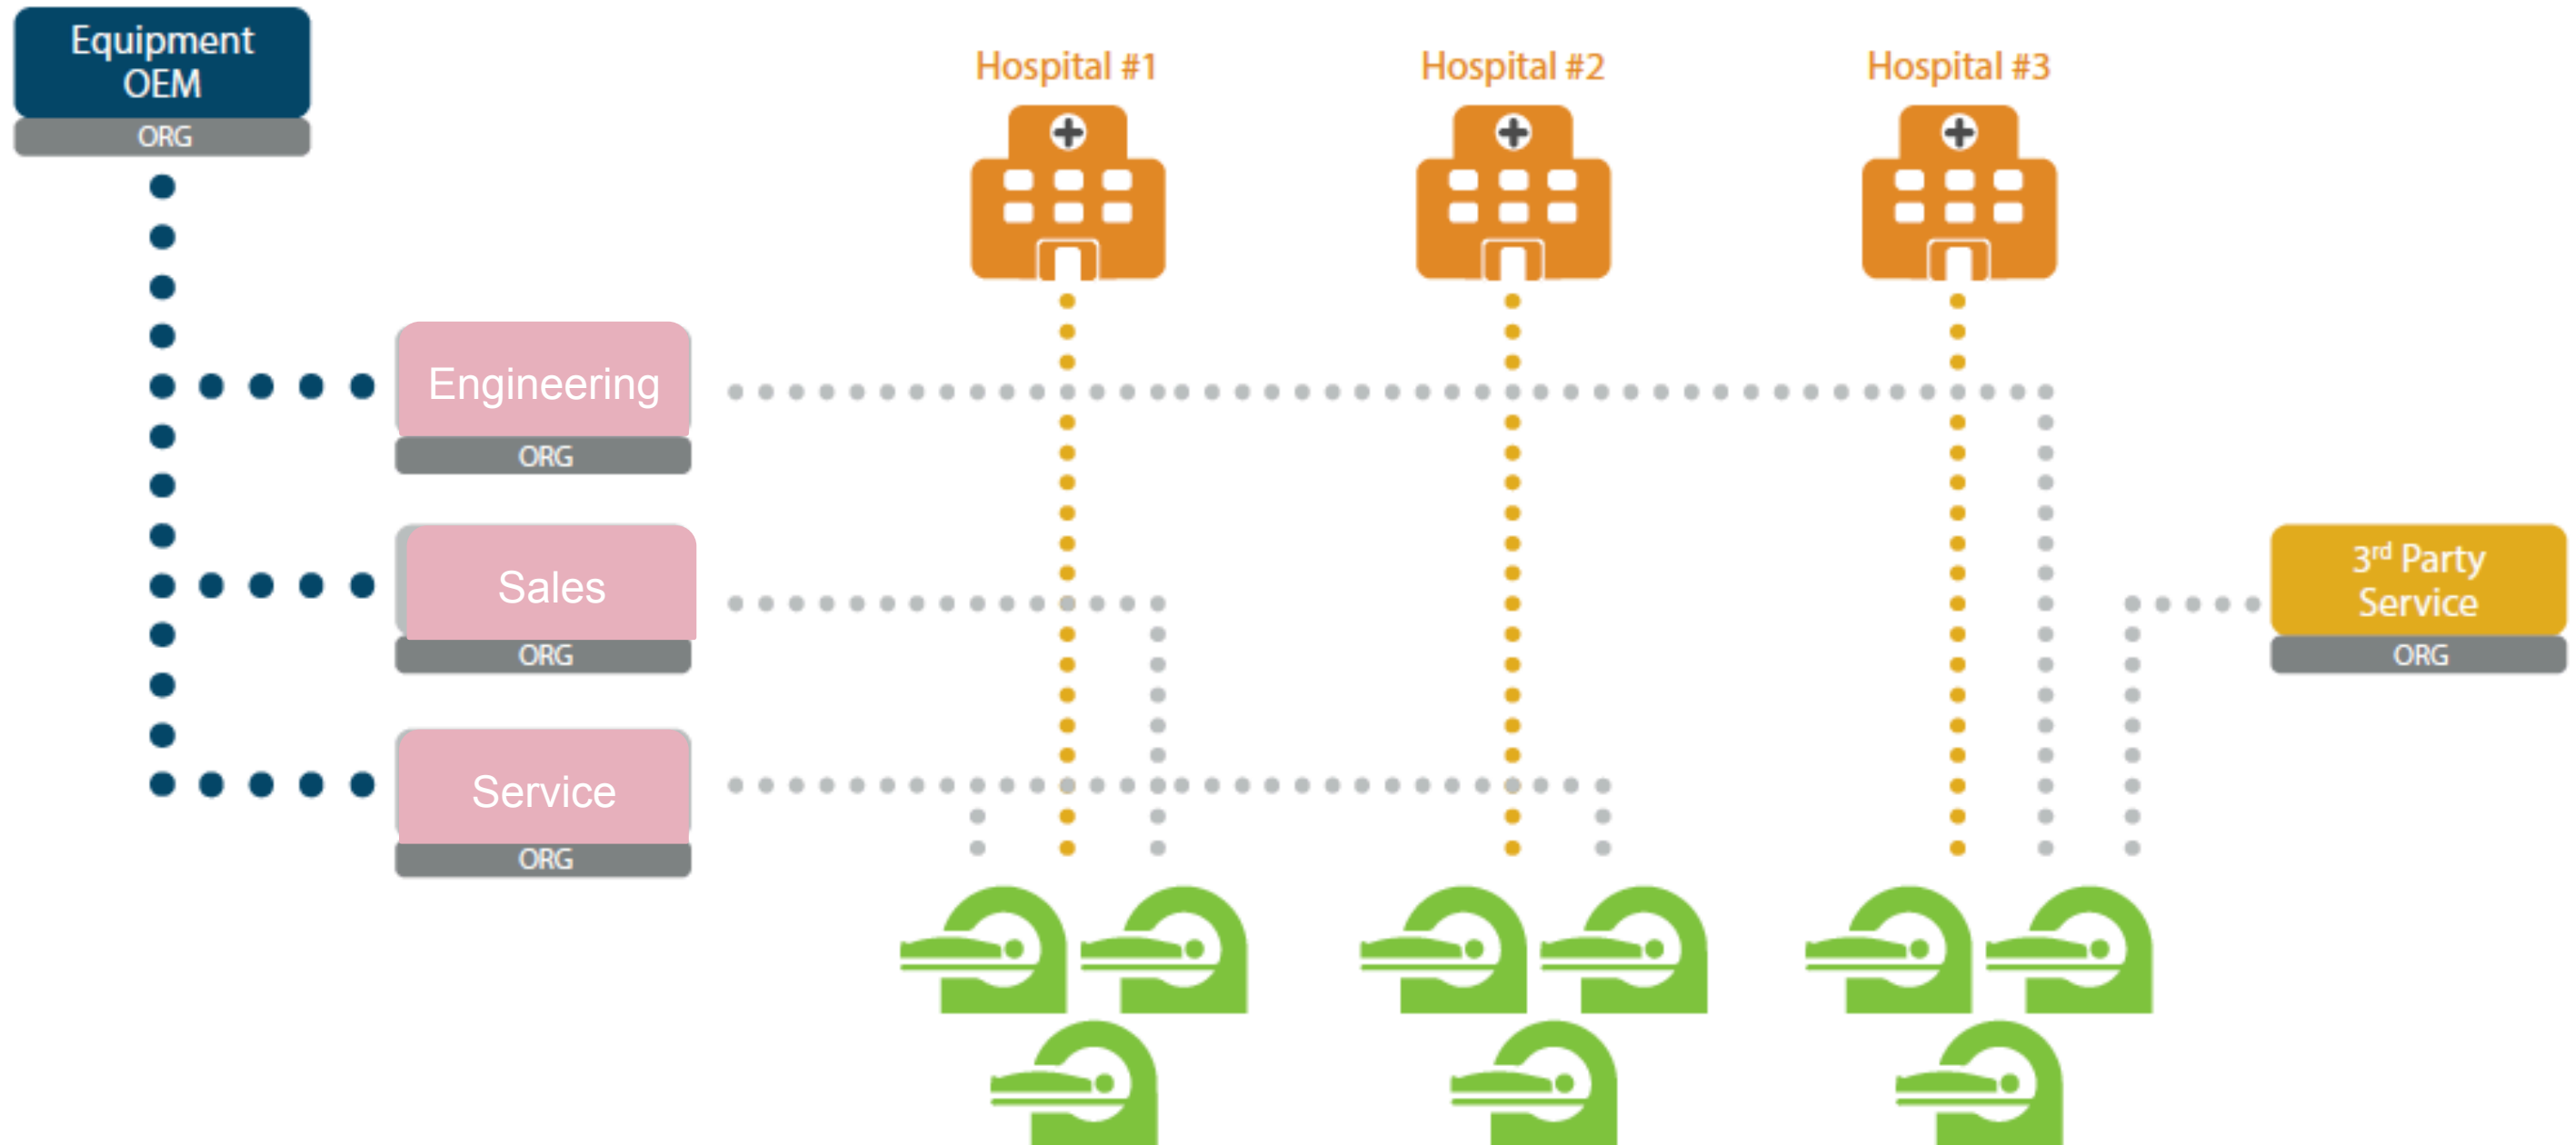 Equipment
OEM
ORG
Hospital #1
Hospital #2
Hospital #3
Engineering
ORG
Sales
ORG
Service
ORG
3rd Party
Service
ORG